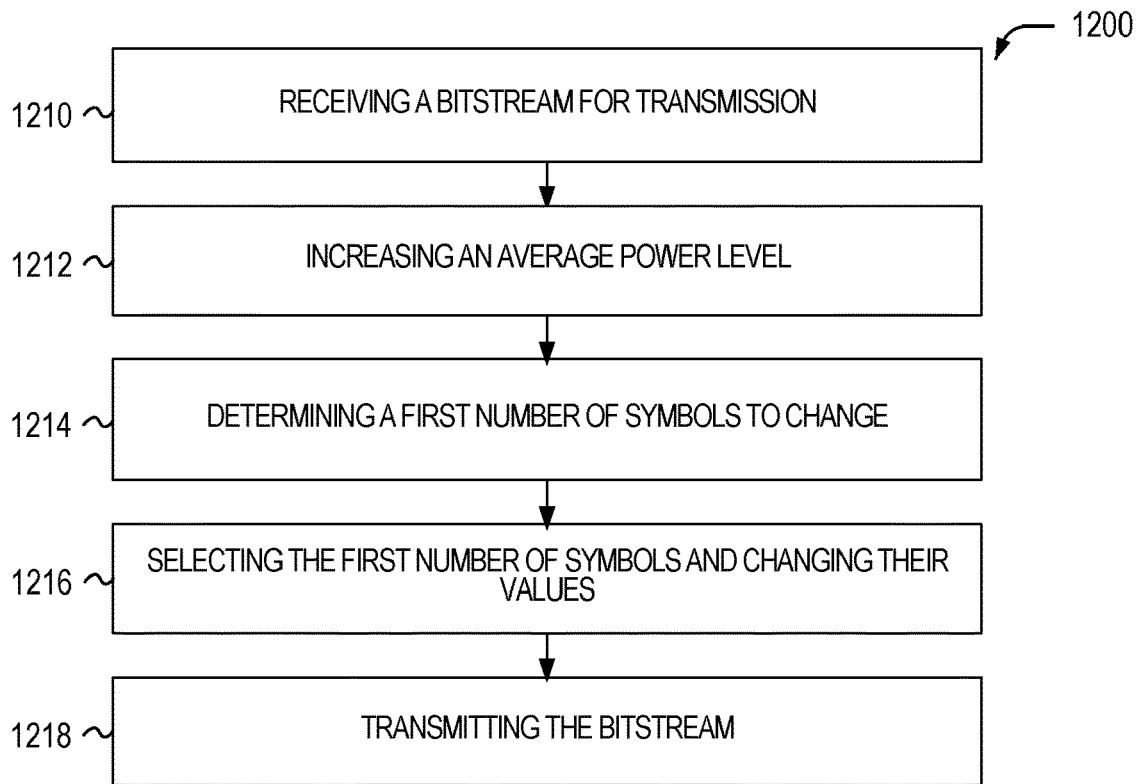 1200
1210
RECEIVING A BITSTREAM FOR TRANSMISSION
1212
INCREASING AN AVERAGE POWER LEVEL
1214
DETERMINING A FIRST NUMBER OF SYMBOLS TO CHANGE
1216
SELECTING THE FIRST NUMBER OF SYMBOLS AND CHANGING THEIR
VALUES
1218
TRANSMITTING THE BITSTREAM